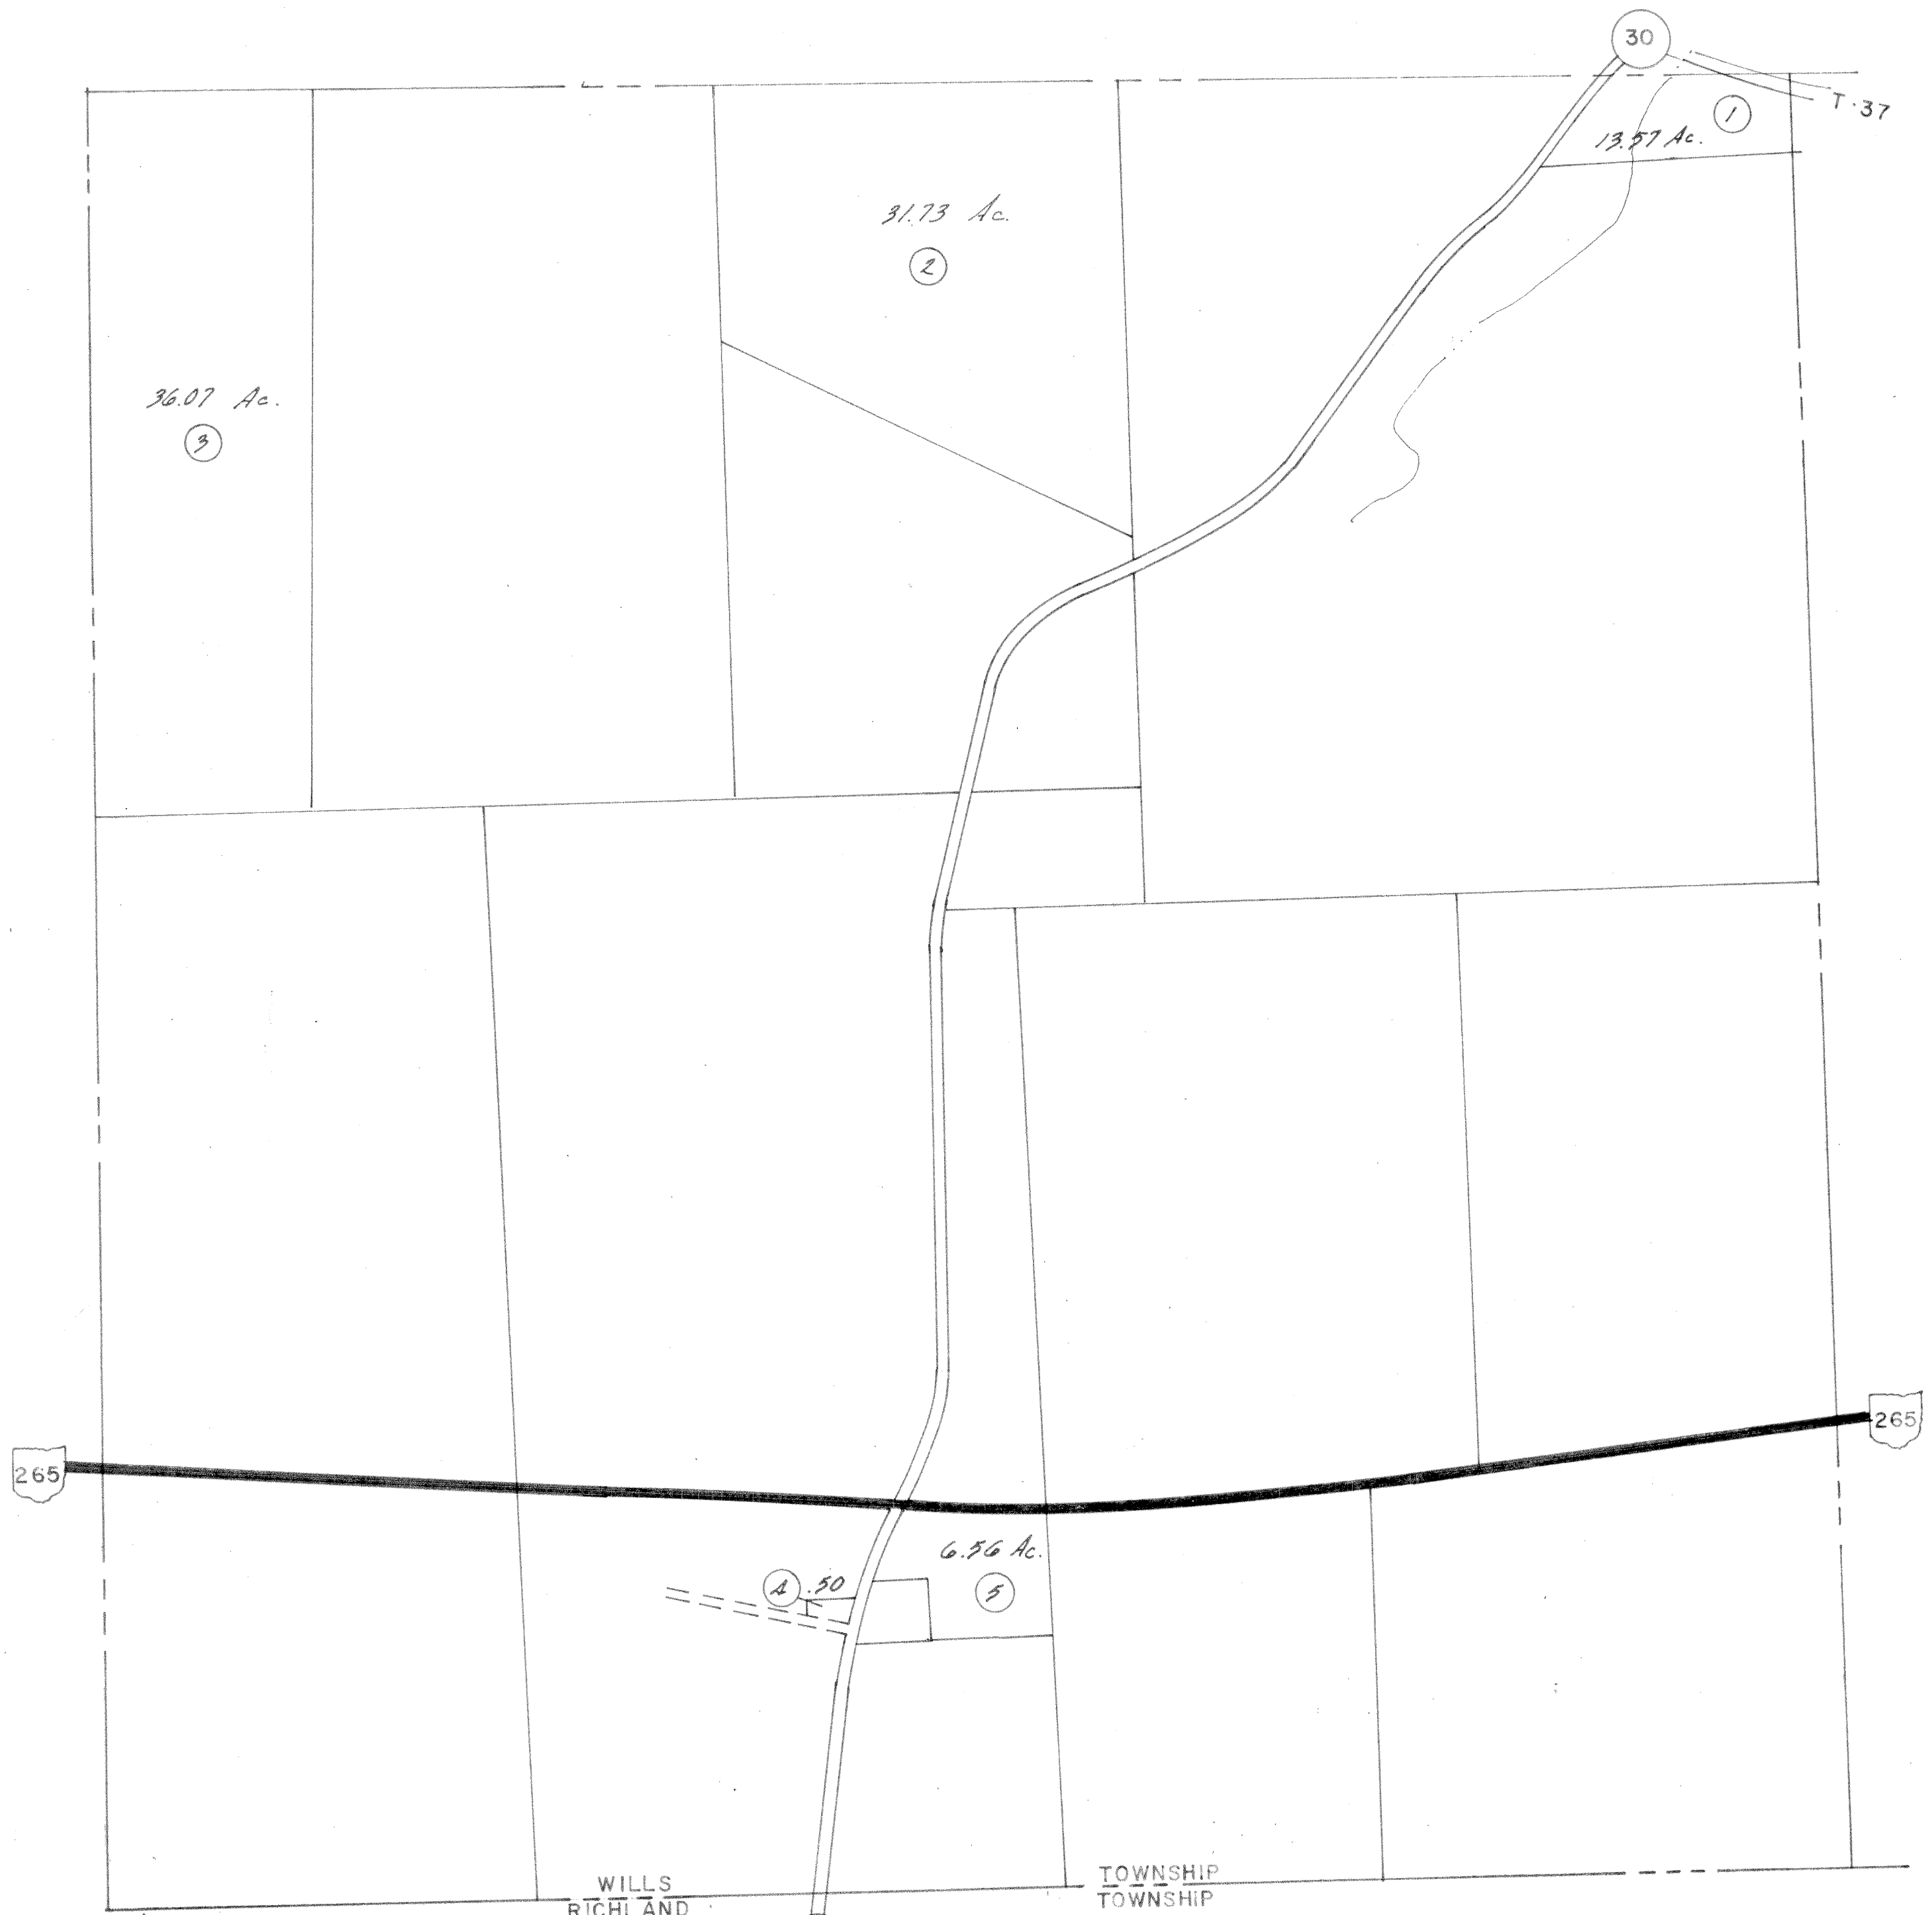 30
T-37
1
13.57 Ac.
31.73 Ac.
2
36.07 Ac.
3
265
265
6.56 Ac.
4 .50
5
WILLS TOWNSHIP
RICHLAND TOWNSHIP